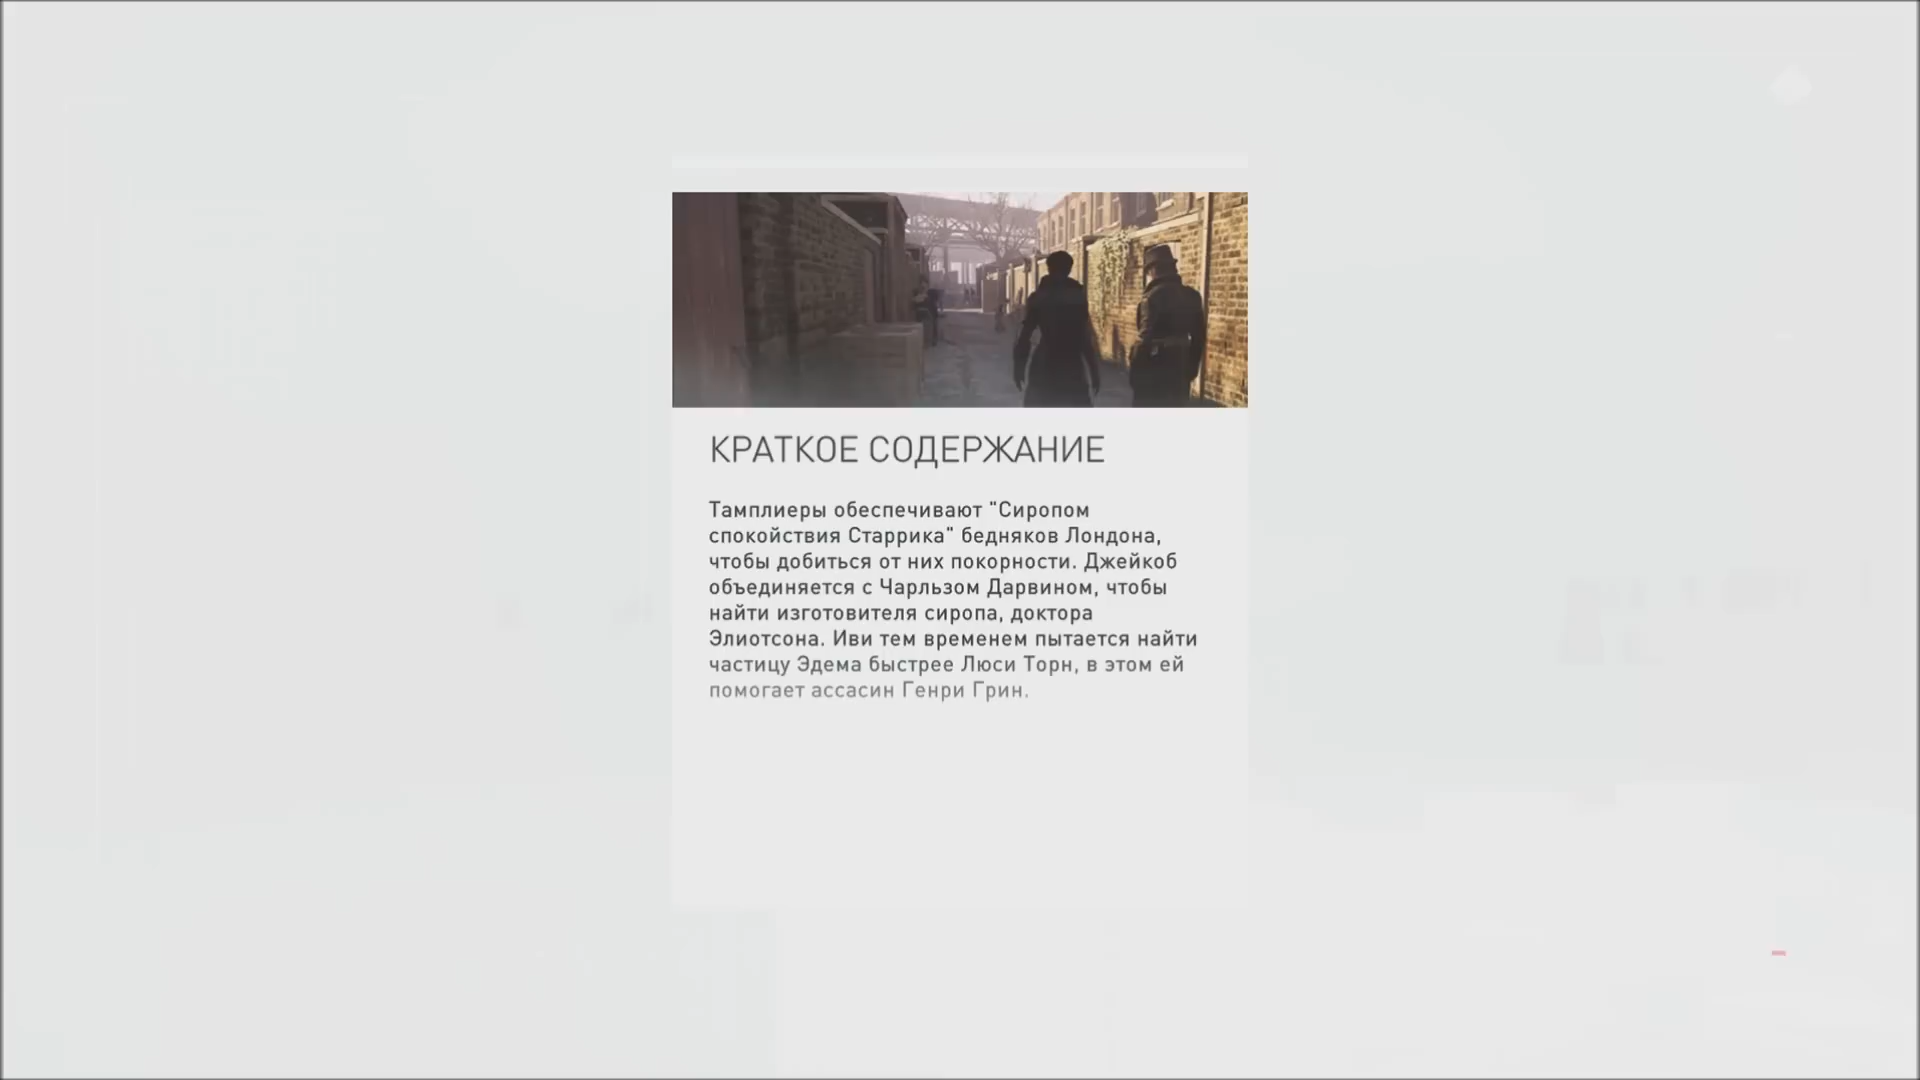 КРАТКОЕ СОДЕРЖАНИЕ
Тамплиеры обеспечивают "Сиропом
спокойствия Старрика" бедняков Лондона,
чтобы добиться от них покорности. Джейкоб
объединяется с Чарльзом Дарвином, чтобы
найти изготовителя сиропа, доктора
Элиотсона. Иви тем временем пытается найти
частицу Эдема быстрее Люси Торн, в этом ей
помогает ассасин Генри Грин.